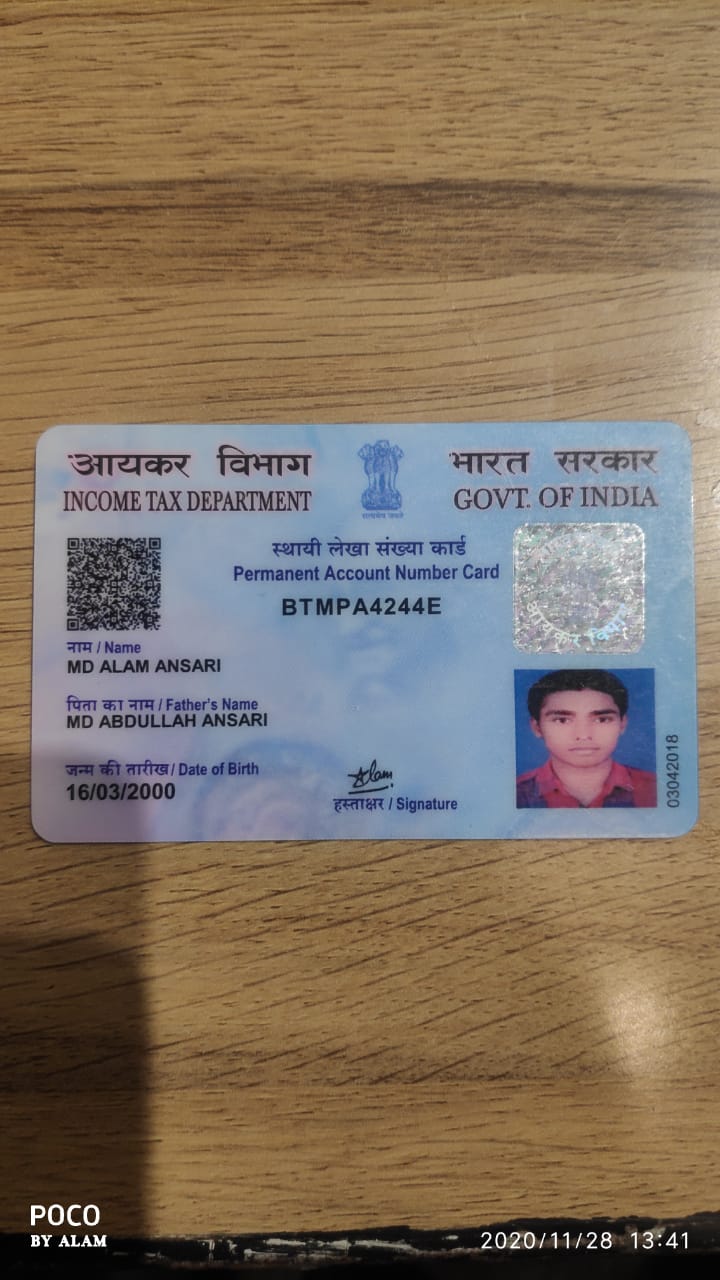 आयकर विभाग
INCOME TAX DEPARTMENT
सत्यमेव जयते
भारत सरकार
GOVT. OF INDIA
स्थायी लेखा संख्या कार्ड
Permanent Account Number Card
BTMPA4244E
नाम / Name
MD ALAM ANSARI
पिता का नाम / Father's Name
MD ABDULLAH ANSARI
जन्म की तारीख / Date of Birth
16/03/2000
Alam
हस्ताक्षर / Signature
03042018
आयकर विभाग
POCO
BY ALAM
2020/11/28 13:41